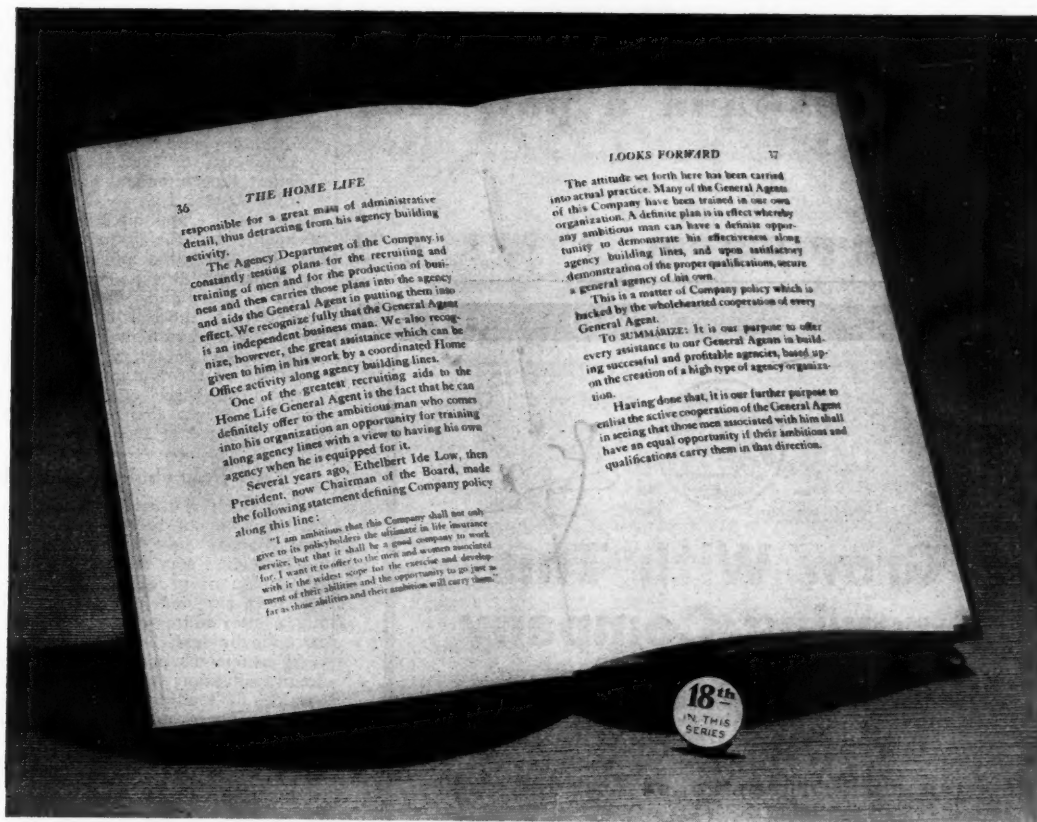 36 THE HOME LIFE
responsible for a great mass of administrative
detail, thus detracting from his agency building
activity.
The Agency Department of the Company is
constantly testing plans for the recruiting and
training of men and for the production of busi-
ness and then carries those plans into the agency
and aids the General Agent in putting them into
effect. We recognize fully that the General Agent
is an independent business man. We also recog-
nize, however, the great assistance which can be
given to him in his work by a coordinated Home
Office activity along agency building lines.
One of the greatest recruiting aids to the
Home Life General Agent is the fact that he can
definitely offer to the ambitious man who comes
into his organization an opportunity for training
along agency lines with a view to having his own
agency when he is equipped for it.
Several years ago, Ethelbert Ide Low, then
President, now Chairman of the Board, made
the following statement defining Company policy
along this line:
"I am ambitious that this Company shall not only
give to its policyholders the ultimate in life insurance
service, but that it shall be a good company to work
for. I want it to offer to the men and women associated
with it the widest scope for the exercise and develop-
ment of their abilities and the opportunity to go just as
far as those abilities and their ambition will carry them."
LOOKS FORWARD 37
The attitude set forth here has been carried
into actual practice. Many of the General Agents
of this Company have been trained in our own
organization. A definite plan is in effect whereby
any ambitious man can have a definite oppor-
tunity to demonstrate his effectiveness along
agency building lines, and upon satisfactory
demonstration of the proper qualifications, secure
a general agency of his own.
This is a matter of Company policy which is
backed by the wholehearted cooperation of every
General Agent.
TO SUMMARIZE: It is our purpose to offer
every assistance to our General Agents in build-
ing successful and profitable agencies, based up-
on the creation of a high type of agency organiza-
tion.
Having done that, it is our further purpose to
enlist the active cooperation of the General Agent
in seeing that those men associated with him shall
have an equal opportunity if their ambitions and
qualifications carry them in that direction.
18th
IN THIS
SERIES